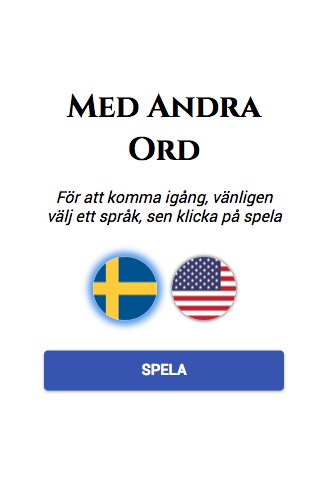 Med Andra
Ord
För att komma igång, vänligen
välj ett språk, sen klicka på spela
SPELA